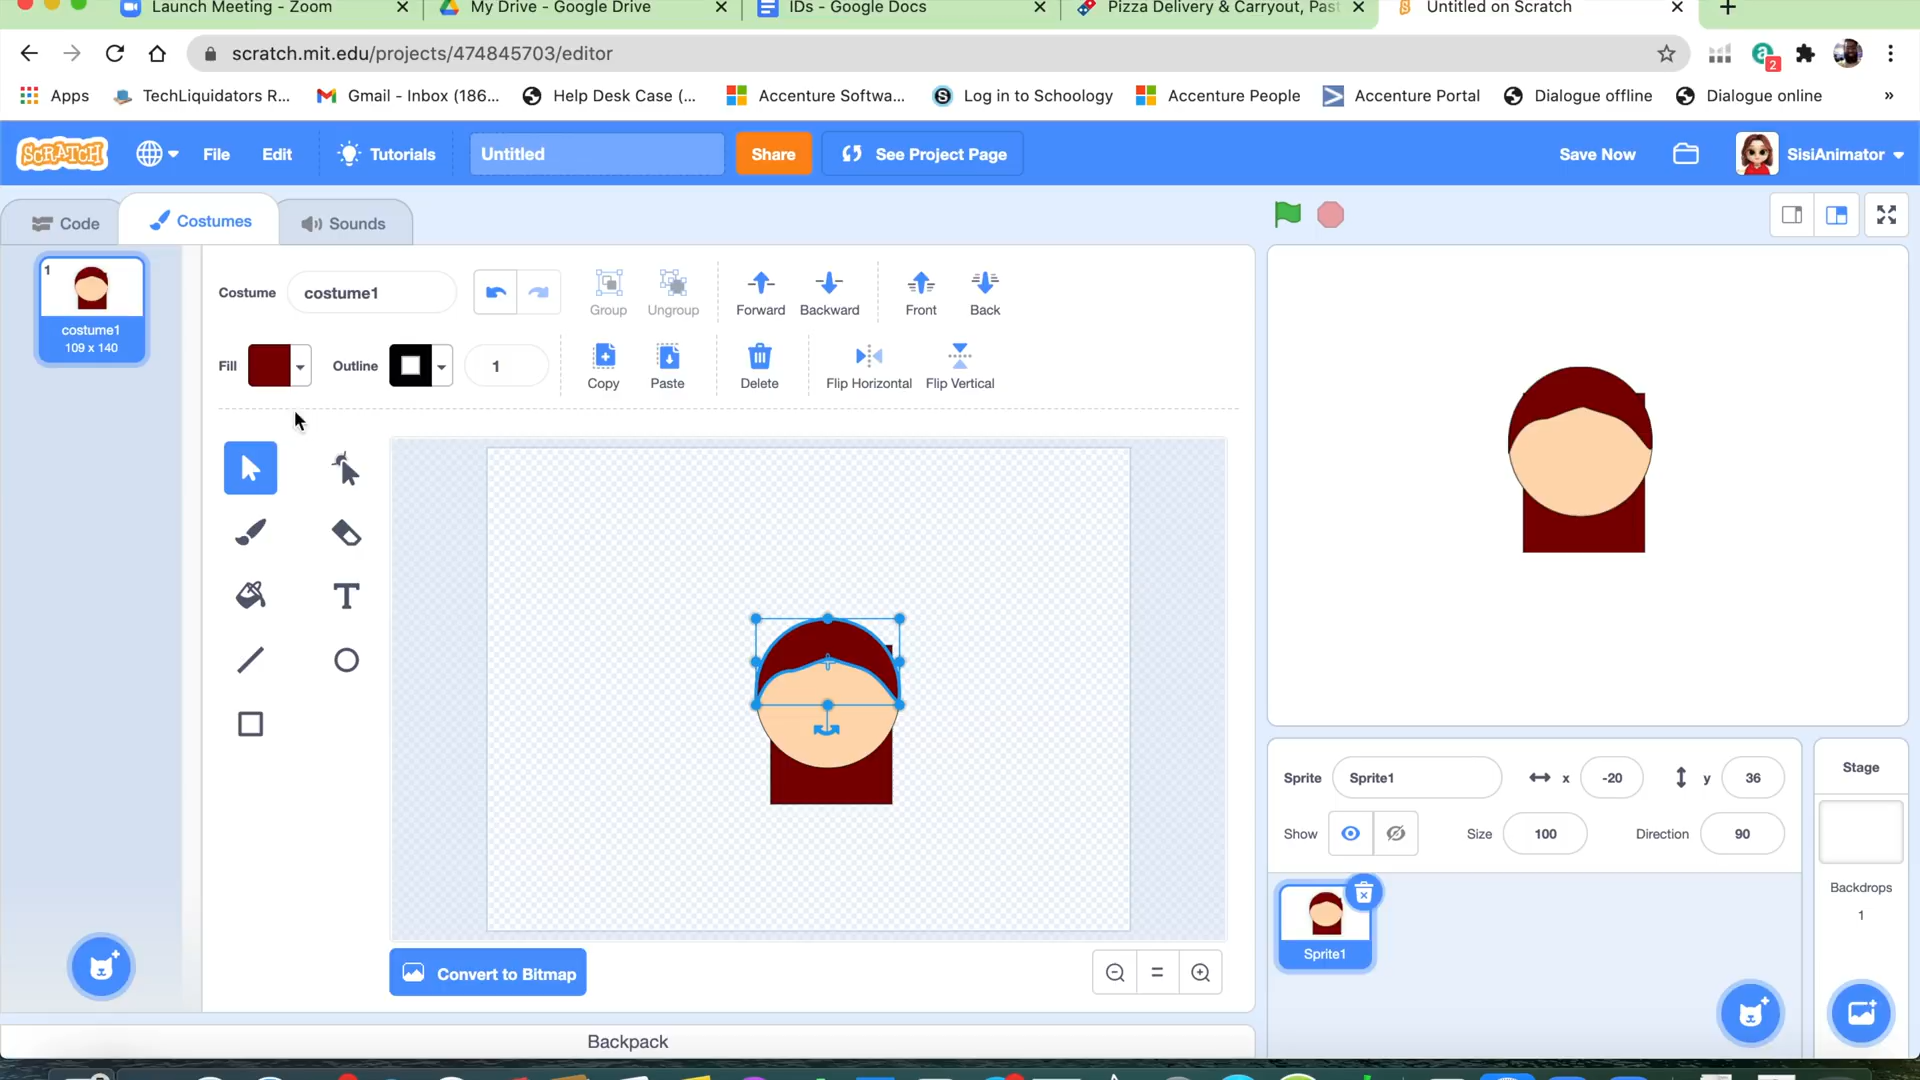 Launch Meeting - Zoom
My Drive - Google Drive
IDs - Google Docs
Pizza Delivery & Carryout, Past
Untitled on Scratch
scratch.mit.edu/projects/474845703/editor
2
Apps
TechLiquidators R...
Gmail - Inbox (186...
Help Desk Case (...
Accenture Softwa...
Log in to Schoology
Accenture People
Accenture Portal
Dialogue offline
Dialogue online
»
SCRATCH
File
Edit
Tutorials
Untitled
Share
See Project Page
Save Now
SisiAnimator
Code
Costumes
Sounds
1
costume1
109 x 140
Costume
costume1
Group
Ungroup
Forward
Backward
Front
Back
Fill
Outline
1
Copy
Paste
Delete
Flip Horizontal
Flip Vertical
T
Convert to Bitmap
Backpack
Sprite
Sprite1
x
-20
y
36
Show
Size
100
Direction
90
Sprite1
Stage
Backdrops
1